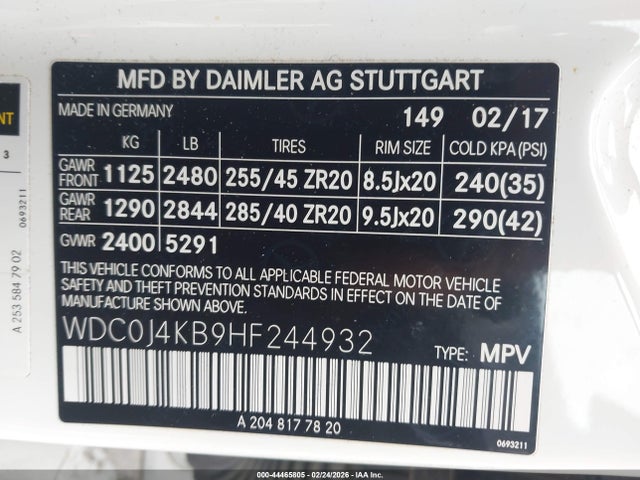 MFD BY DAIMLER AG STUTTGART
MADE IN GERMANY 149 02/17
KG LB TIRES RIM SIZE COLD KPA(PSI)
GAWR FRONT 1125 2480 255/45 ZR20 8.5Jx20 240(35)
GAWR REAR 1290 2844 285/40 ZR20 9.5Jx20 290(42)
GVWR 2400 5291
THIS VEHICLE CONFORMS TO ALL APPLICABLE FEDERAL MOTOR VEHICLE
SAFETY AND THEFT PREVENTION STANDARDS IN EFFECT ON THE DATE
OF MANUFACTURE SHOWN ABOVE.
WDC0J4KB9HF244932
TYPE: MPV
A 204 817 78 20
0693211
A 253 584 79 02
0693211
3
000-44465805 - 02/24/2026 - IAA Inc.